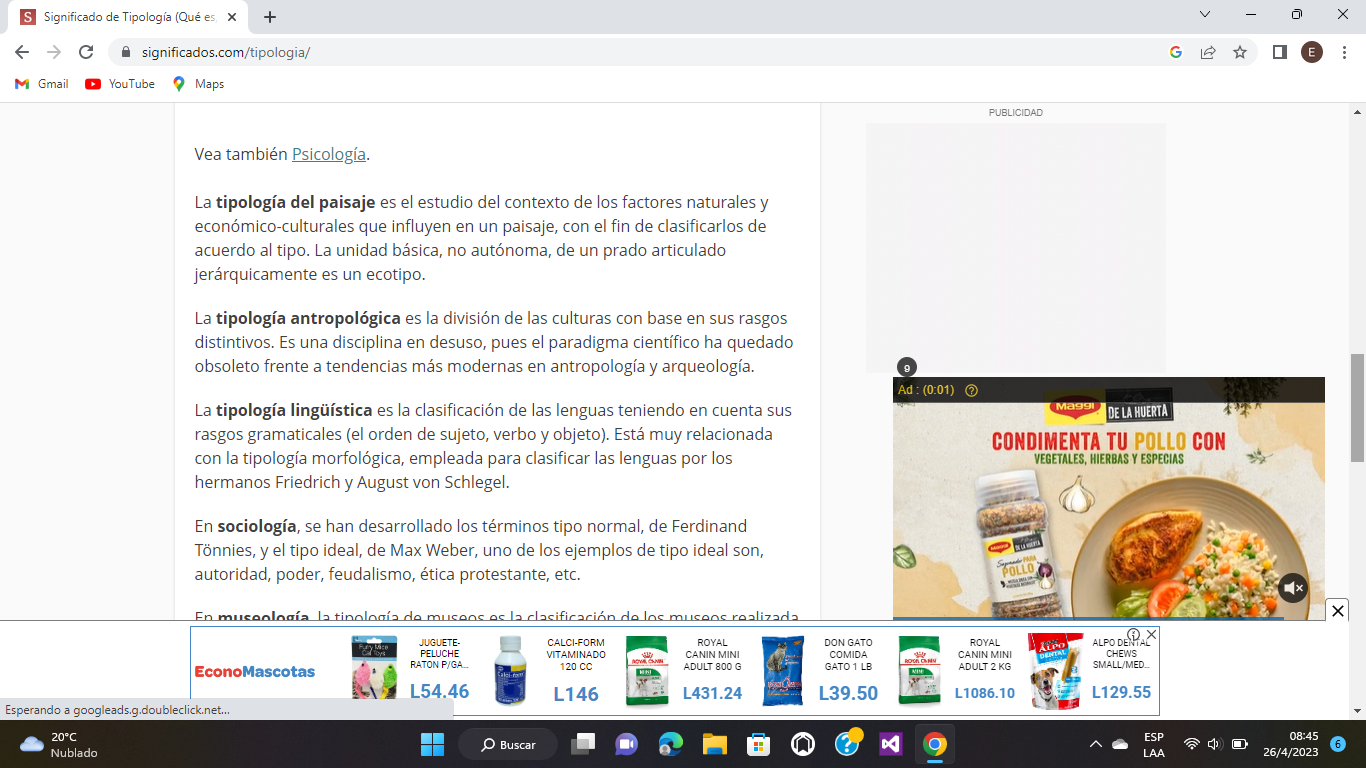 Significado de Tipología (Qué es,
significados.com/tipologia/
E
Gmail
YouTube
Maps
Vea también Psicología.
La tipología del paisaje es el estudio del contexto de los factores naturales y
económico-culturales que influyen en un paisaje, con el fin de clasificarlos de
acuerdo al tipo. La unidad básica, no autónoma, de un prado articulado
jerárquicamente es un ecotipo.
La tipología antropológica es la división de las culturas con base en sus rasgos
distintivos. Es una disciplina en desuso, pues el paradigma científico ha quedado
obsoleto frente a tendencias más modernas en antropología y arqueología.
La tipología lingüística es la clasificación de las lenguas teniendo en cuenta sus
rasgos gramaticales (el orden de sujeto, verbo y objeto). Está muy relacionada
con la tipología morfológica, empleada para clasificar las lenguas por los
hermanos Friedrich y August von Schlegel.
En sociología, se han desarrollado los términos tipo normal, de Ferdinand
Tönnies, y el tipo ideal, de Max Weber, uno de los ejemplos de tipo ideal son,
autoridad, poder, feudalismo, ética protestante, etc.
En museología, la tipología de museos es la clasificación de los museos realizada
PUBLICIDAD
9
Ad : (0:01)
Maggi DE LA HUERTA
CONDIMENTA TU POLLO CON
VEGETALES, HIERBAS Y ESPECIAS
Maggi DE LA HUERTA
POLLO
EconoMascotas
JUGUETE-
PELUCHE
RATON P/GA...
L54.46
CALCI-FORM
VITAMINADO
120 CC
L146
ROYAL
CANIN MINI
ADULT 800 G
L431.24
DON GATO
COMIDA
GATO 1 LB
L39.50
ROYAL
CANIN MINI
ADULT 2 KG
L1086.10
ALPO DENTAL
CHEWS
SMALL/MED...
L129.55
Esperando a googleads.g.doubleclick.net...
20°C
Nublado
Buscar
ESP
LAA
08:45
26/4/2023
6